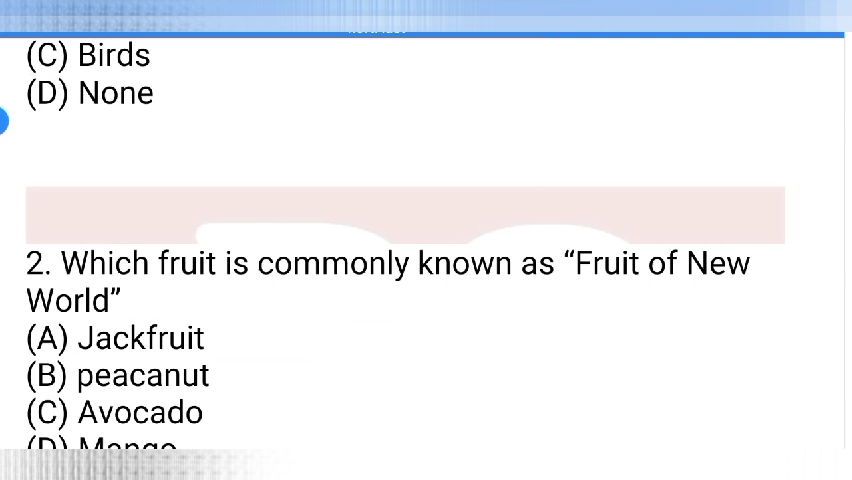 (C) Birds
(D) None
2. Which fruit is commonly known as “Fruit of New
World”
(A) Jackfruit
(B) peacanut
(C) Avocado
(D) Mango